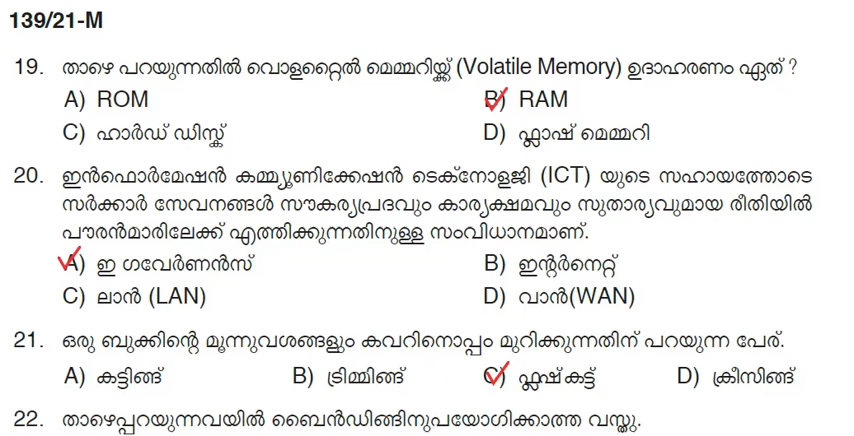 139/21-M
19. താഴെ പറയുന്നതിൽ വൊളറ്റൈൽ മെമ്മറിയ്ക്ക് (Volatile Memory) ഉദാഹരണം ഏത് ?
A) ROM B) RAM
C) ഹാർഡ് ഡിസ്ക് D) ഫ്ലാഷ് മെമ്മറി
20. ഇൻഫൊർമേഷൻ കമ്മ്യൂണിക്കേഷൻ ടെക്നോളജി (ICT) യുടെ സഹായത്തോടെ
സർക്കാർ സേവനങ്ങൾ സൗകര്യപ്രദവും കാര്യക്ഷമവും സുതാര്യവുമായ രീതിയിൽ
പൗരൻമാരിലേക്ക് എത്തിക്കുന്നതിനുള്ള സംവിധാനമാണ്.
A) ഇ ഗവേർണൻസ് B) ഇന്റർനെറ്റ്
C) ലാൻ (LAN) D) വാൻ(WAN)
21. ഒരു ബുക്കിന്റെ മൂന്നുവശങ്ങളും കവറിനൊപ്പം മുറിക്കുന്നതിന് പറയുന്ന പേര്.
A) കട്ടിങ്ങ് B) ട്രിമ്മിങ്ങ് C) ഫ്ലഷ്കട്ട് D) ക്രീസിങ്ങ്
22. താഴെപ്പറയുന്നവയിൽ ബൈൻഡിങ്ങിനുപയോഗിക്കാത്ത വസ്തു.